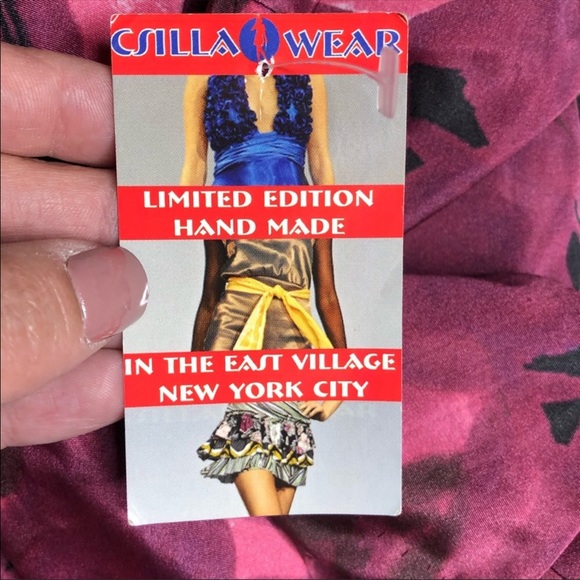 CSILLA WEAR
LIMITED EDITION
HAND MADE
IN THE EAST VILLAGE
NEW YORK CITY